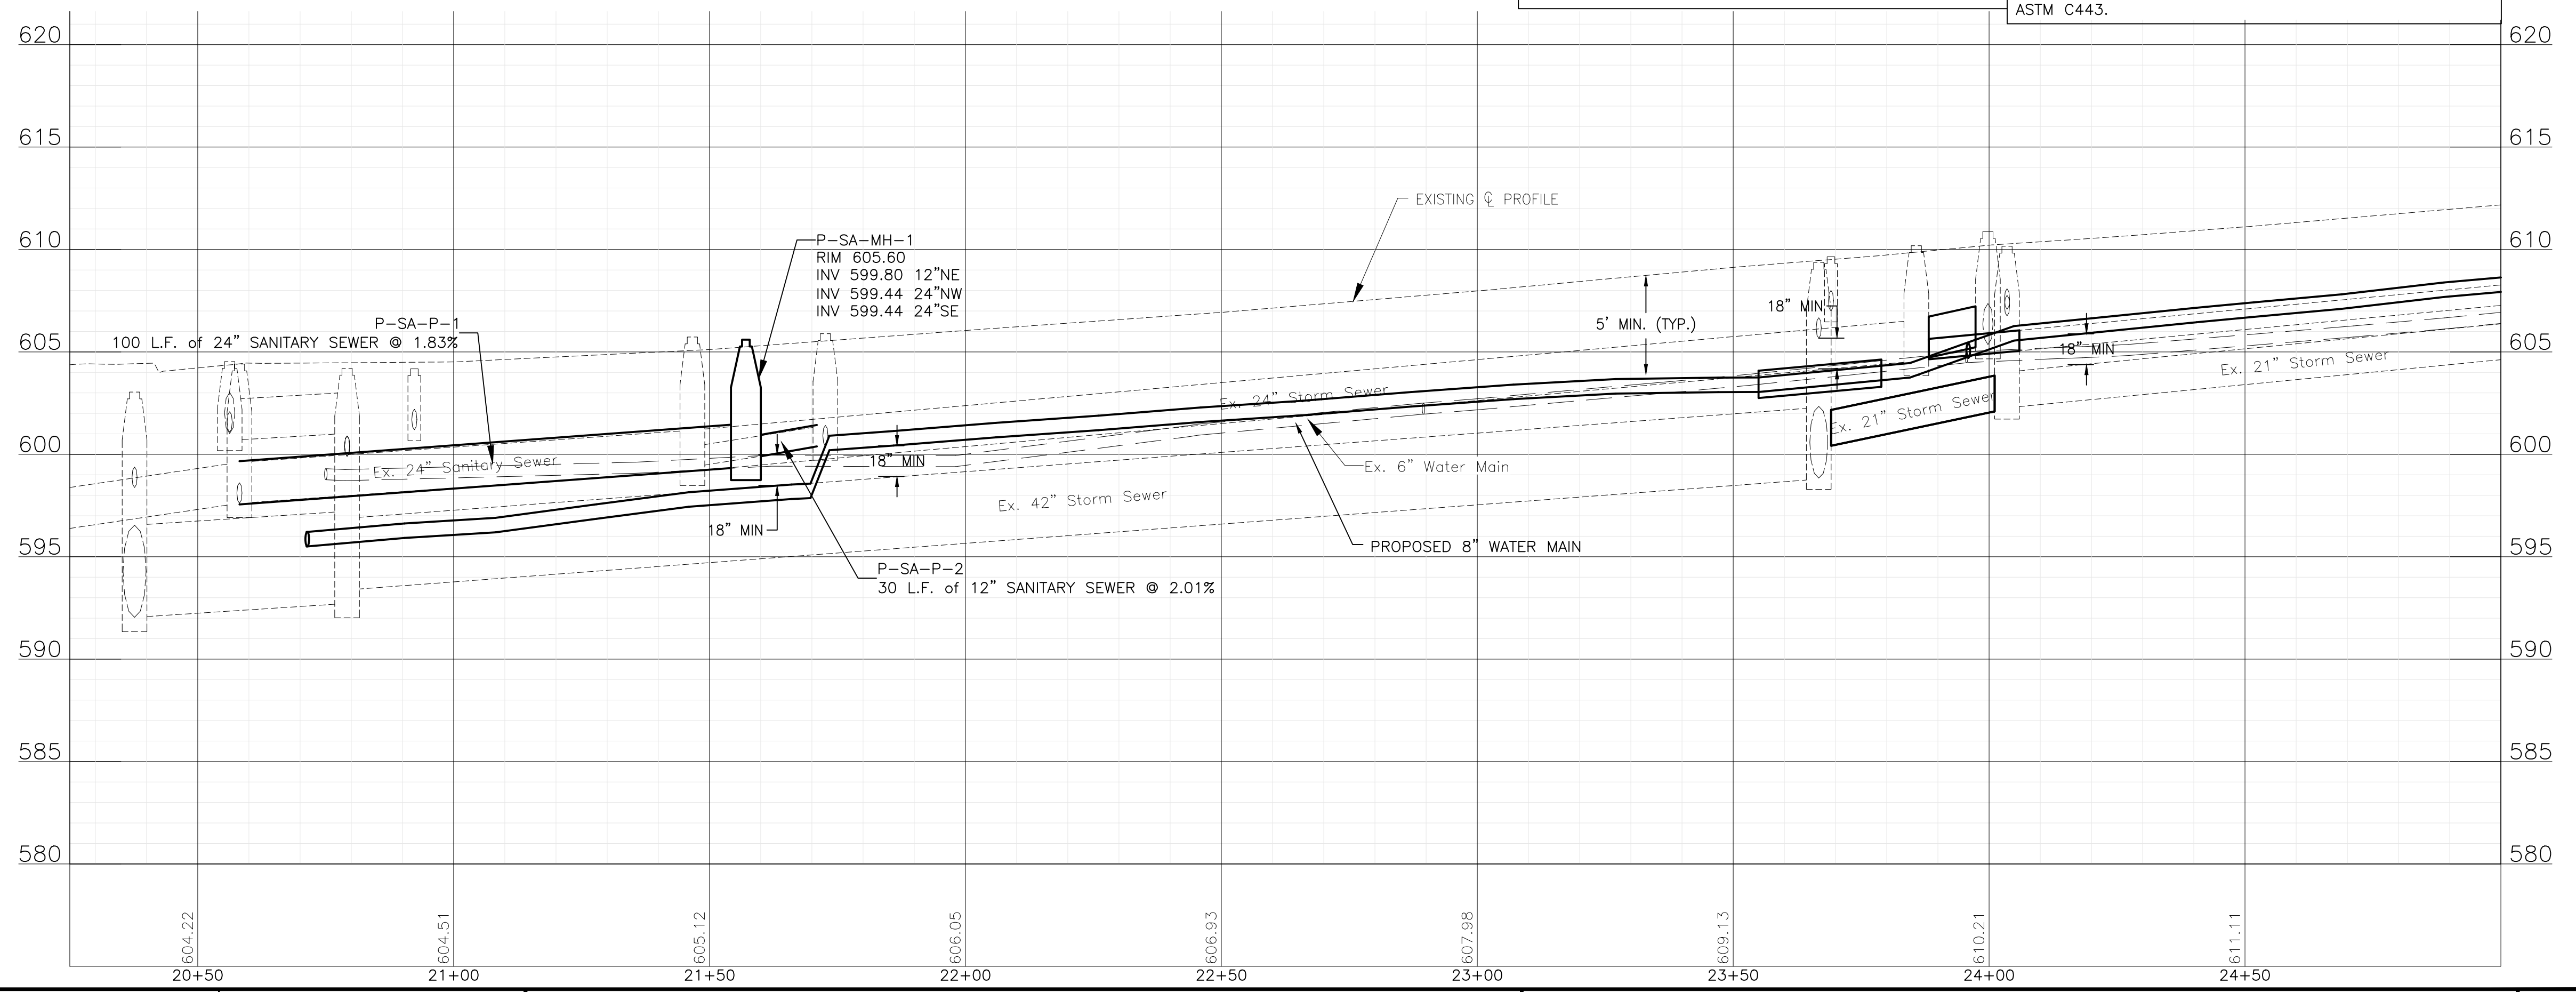 ASTM C443.
620
620
615
615
EXISTING ℄ PROFILE
610
610
P-SA-MH-1
RIM 605.60
INV 599.80 12"NE
INV 599.44 24"NW
INV 599.44 24"SE
18" MIN
P-SA-P-1
5' MIN. (TYP.)
100 L.F. of 24" SANITARY SEWER @ 1.83%
605
605
18" MIN
Ex. 21" Storm Sewer
Ex. 24" Storm Sewer
Ex. 21" Storm Sewer
600
600
Ex. 24" Sanitary Sewer
18" MIN
Ex. 6" Water Main
Ex. 42" Storm Sewer
18" MIN
PROPOSED 8" WATER MAIN
595
595
P-SA-P-2
30 L.F. of 12" SANITARY SEWER @ 2.01%
590
590
585
585
580
580
604.22
604.51
605.12
606.05
606.93
607.98
609.13
610.21
611.11
20+50
21+00
21+50
22+00
22+50
23+00
23+50
24+00
24+50